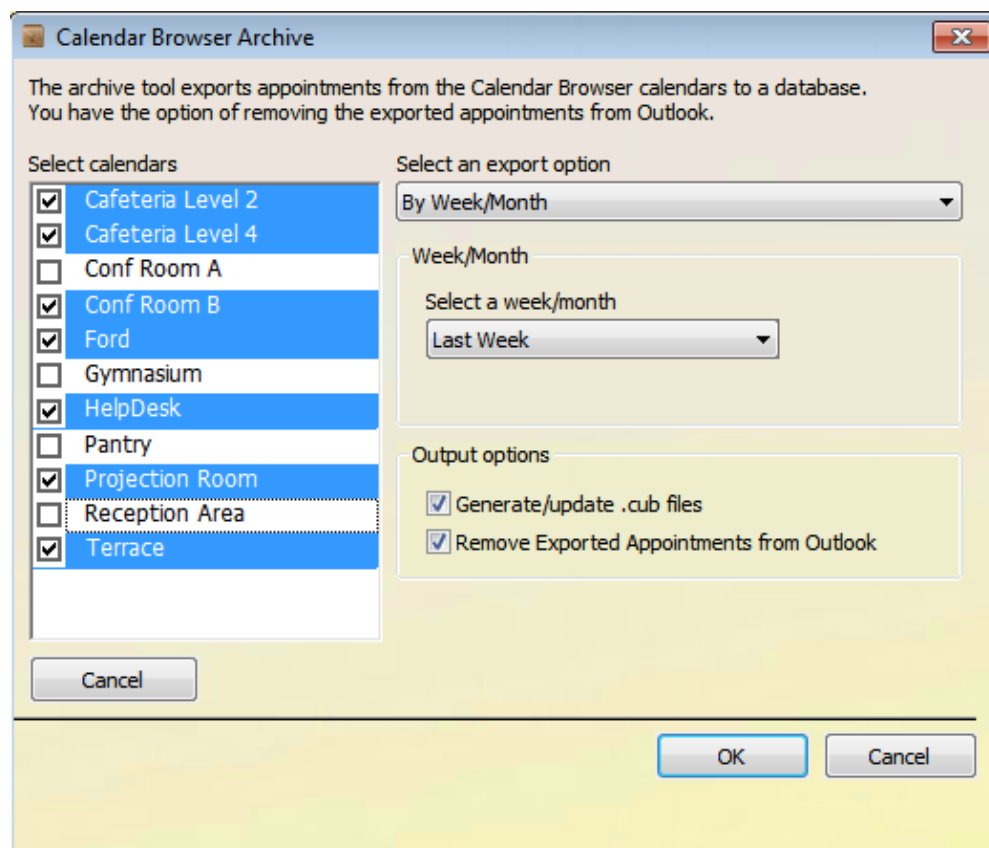 Calendar Browser Archive
The archive tool exports appointments from the Calendar Browser calendars to a database.
You have the option of removing the exported appointments from Outlook.
Select calendars
Cafeteria Level 2
Cafeteria Level 4
Conf Room A
Conf Room B
Ford
Gymnasium
HelpDesk
Pantry
Projection Room
Reception Area
Terrace
Cancel
Select an export option
By Week/Month
Week/Month
Select a week/month
Last Week
Output options
Generate/update .cub files
Remove Exported Appointments from Outlook
OK
Cancel